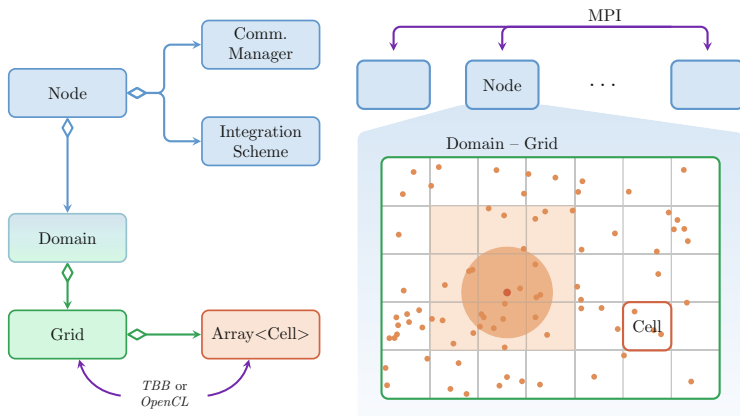 Comm.
Manager
Node
Integration
Scheme
Domain
Grid
Array<Cell>
TBB or
OpenCL
MPI
Node
. . .
Domain – Grid
Cell